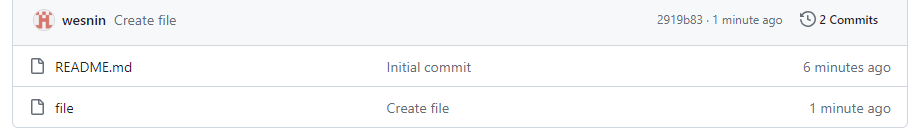 wesnin Create file 2919b83 · 1 minute ago 2 Commits
README.md Initial commit 6 minutes ago
file Create file 1 minute ago